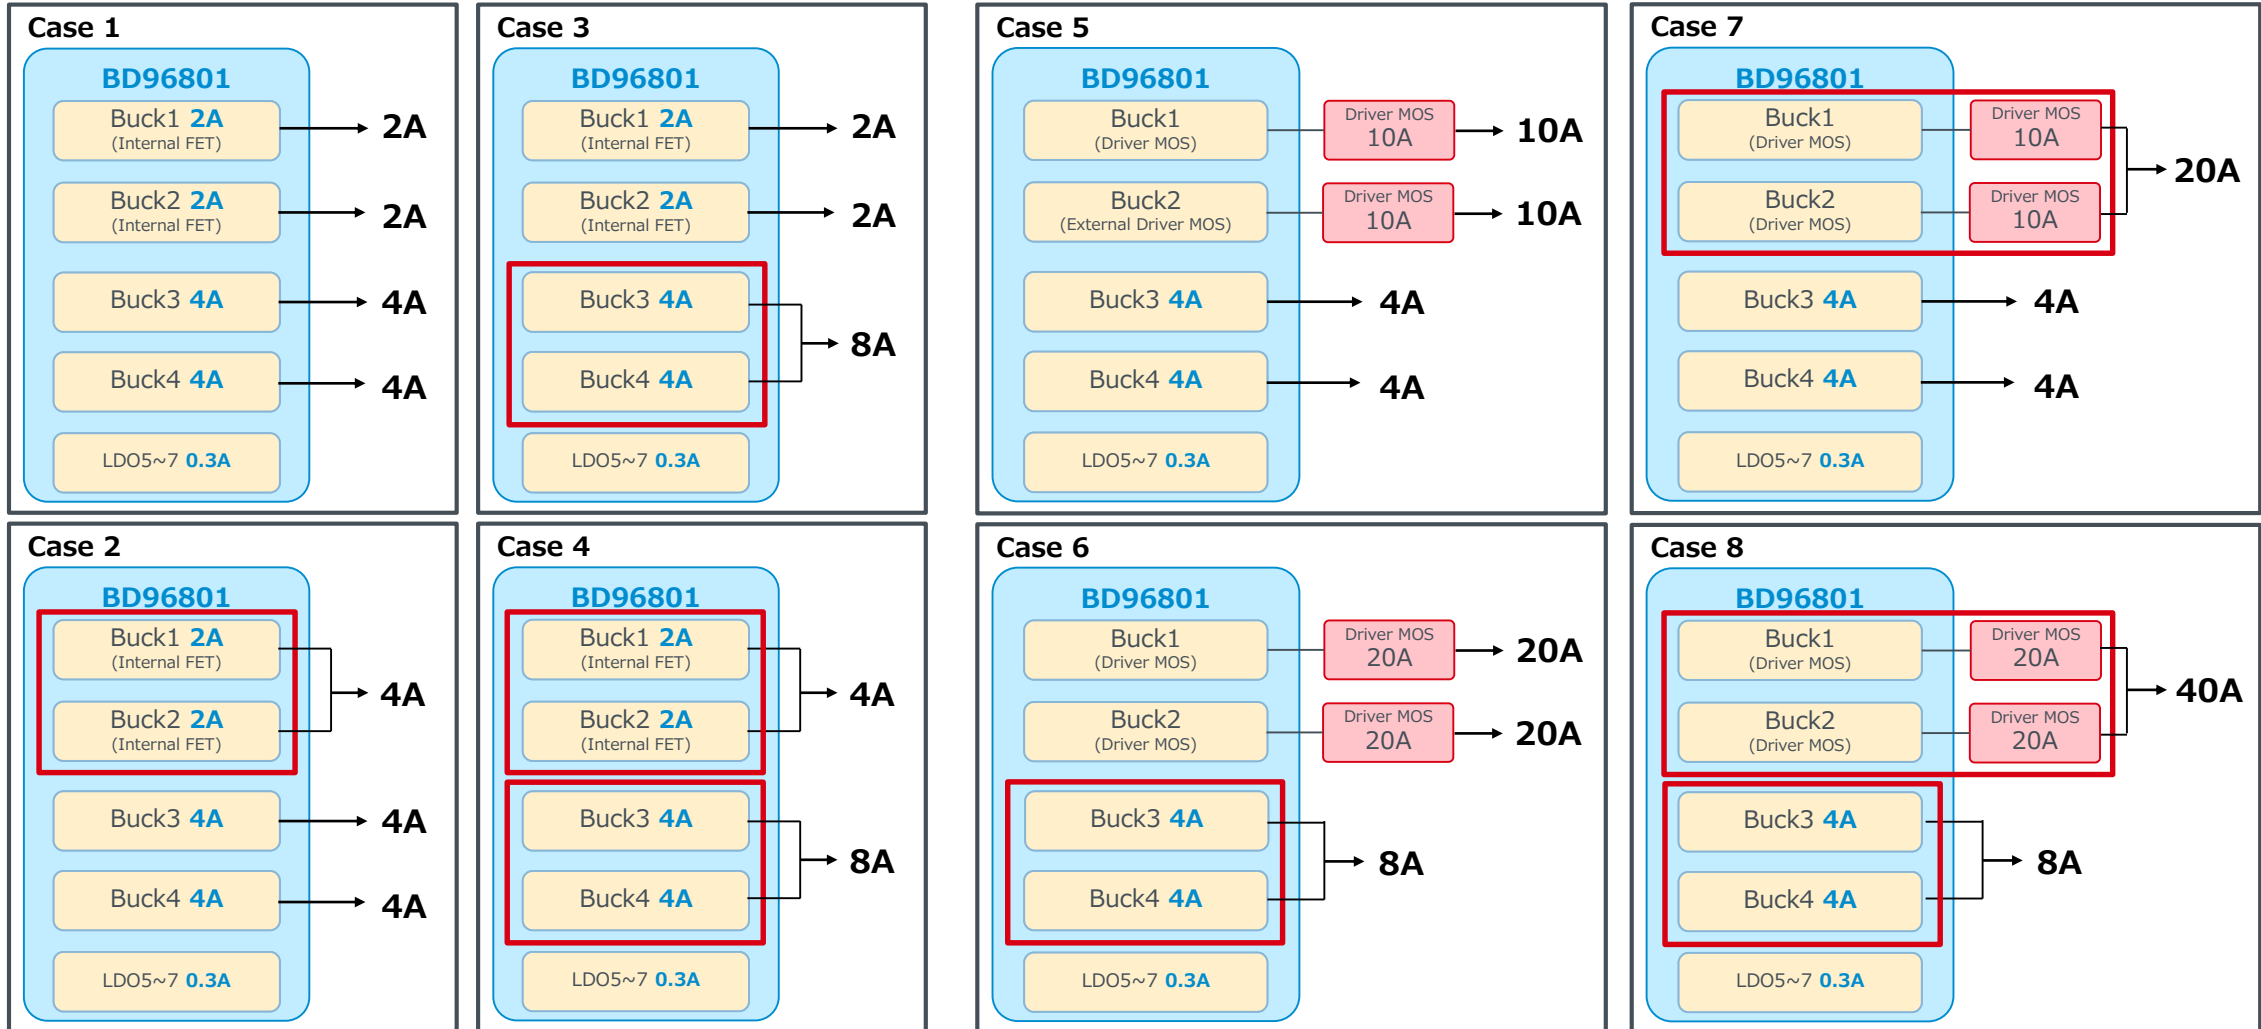 Case 1
BD96801
Buck1 2A
(Internal FET)
2A
Buck2 2A
(Internal FET)
2A
Buck3 4A
4A
Buck4 4A
4A
LDO5~7 0.3A
Case 3
BD96801
Buck1 2A
(Internal FET)
2A
Buck2 2A
(Internal FET)
2A
Buck3 4A
Buck4 4A
8A
LDO5~7 0.3A
Case 5
BD96801
Buck1
(Driver MOS)
Driver MOS
10A
10A
Buck2
(External Driver MOS)
Driver MOS
10A
10A
Buck3 4A
4A
Buck4 4A
4A
LDO5~7 0.3A
Case 7
BD96801
Buck1
(Driver MOS)
Driver MOS
10A
Buck2
(Driver MOS)
Driver MOS
10A
20A
Buck3 4A
4A
Buck4 4A
4A
LDO5~7 0.3A
Case 2
BD96801
Buck1 2A
(Internal FET)
Buck2 2A
(Internal FET)
4A
Buck3 4A
4A
Buck4 4A
4A
LDO5~7 0.3A
Case 4
BD96801
Buck1 2A
(Internal FET)
Buck2 2A
(Internal FET)
4A
Buck3 4A
Buck4 4A
8A
LDO5~7 0.3A
Case 6
BD96801
Buck1
(Driver MOS)
Driver MOS
20A
20A
Buck2
(Driver MOS)
Driver MOS
20A
20A
Buck3 4A
Buck4 4A
8A
LDO5~7 0.3A
Case 8
BD96801
Buck1
(Driver MOS)
Driver MOS
20A
Buck2
(Driver MOS)
Driver MOS
20A
40A
Buck3 4A
Buck4 4A
8A
LDO5~7 0.3A